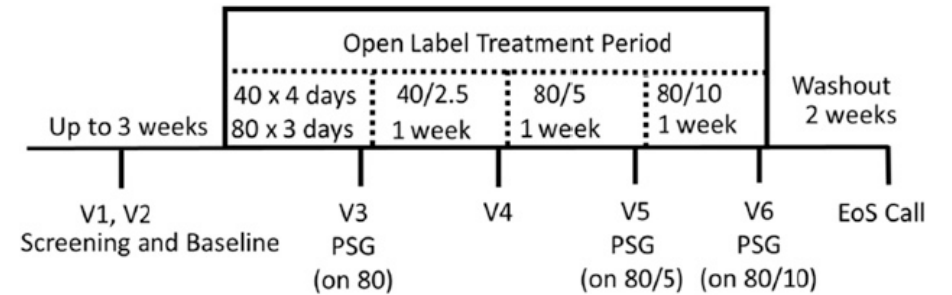 Open Label Treatment Period
Up to 3 weeks
40 x 4 days
80 x 3 days
40/2.5
1 week
80/5
1 week
80/10
1 week
Washout
2 weeks
V1, V2
Screening and Baseline
V3
PSG
(on 80)
V4
V5
PSG
(on 80/5)
V6
PSG
(on 80/10)
EoS Call